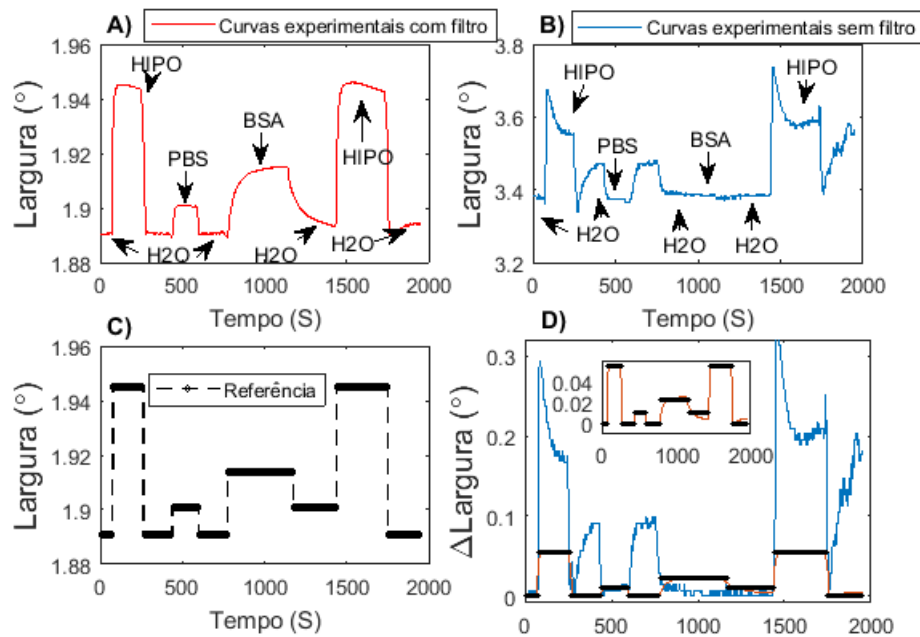 A)
Curvas experimentais com filtro
1.96
1.94
1.92
1.9
1.88
Largura (°)
HIPO
PBS
BSA
HIPO
H2O
H2O
H2O
0
500
1000
1500
2000
Tempo (S)
B)
Curvas experimentais sem filtro
3.8
3.6
3.4
3.2
Largura (°)
HIPO
PBS
BSA
HIPO
H2O
H2O
H2O
0
500
1000
1500
2000
Tempo (S)
C)
Referência
1.96
1.94
1.92
1.9
1.88
Largura (°)
0
500
1000
1500
2000
Tempo (S)
D)
0.3
0.2
0.1
0
ΔLargura (°)
0.04
0.02
0
0
1000
2000
0
500
1000
1500
2000
Tempo (S)